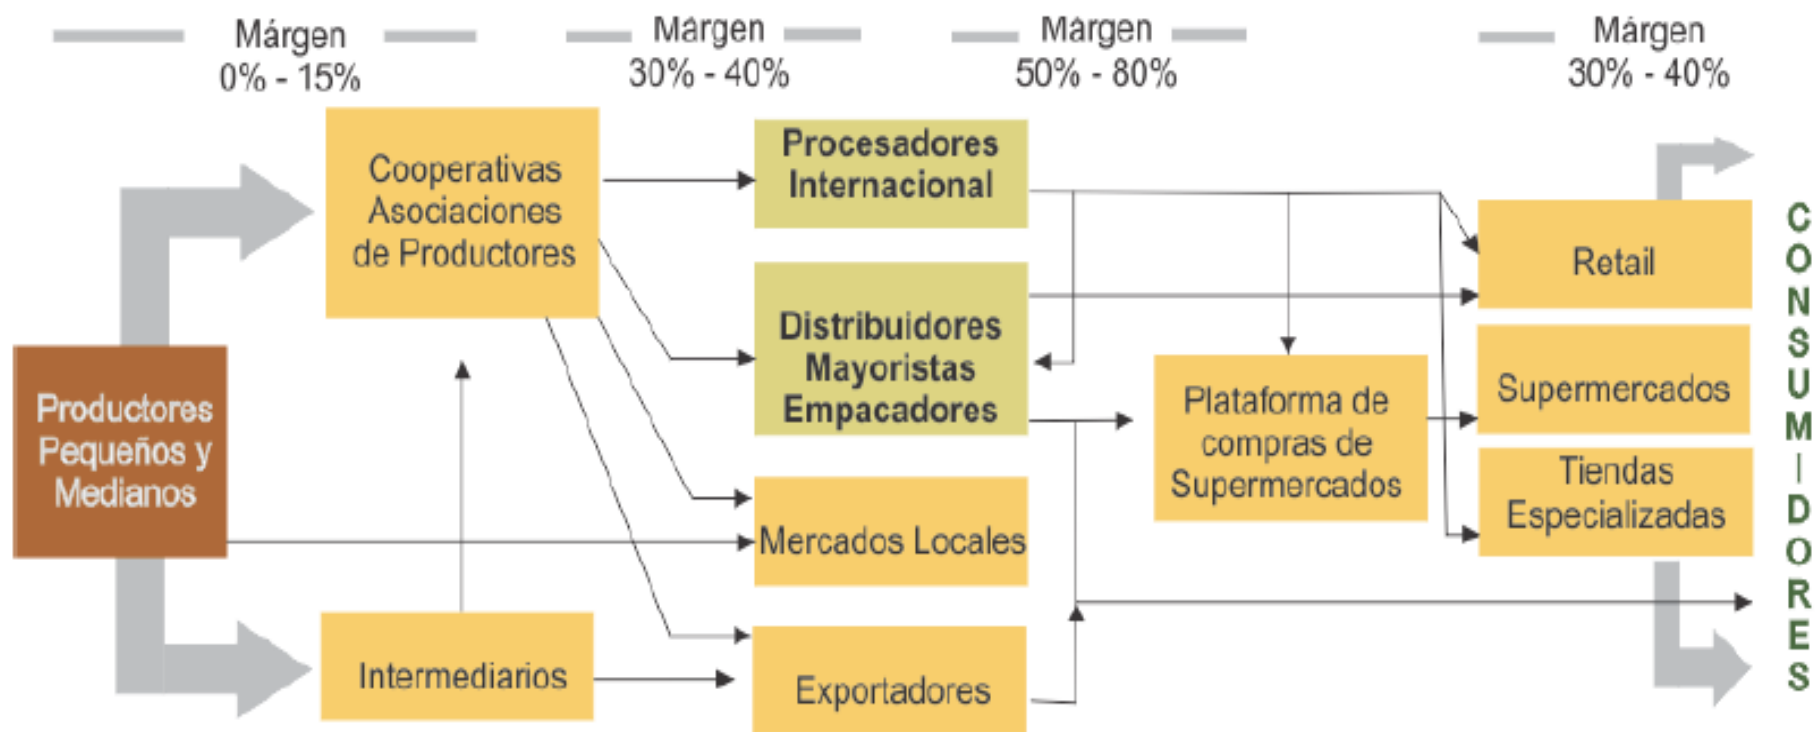 Márgen
0% - 15%
Márgen
30% - 40%
Márgen
50% - 80%
Márgen
30% - 40%
Cooperativas
Asociaciones
de Productores
Procesadores
Internacional
Distribuidores
Mayoristas
Empacadores
Retail
Supermercados
Plataforma de
compras de
Supermercados
Productores
Pequeños y
Medianos
Tiendas
Especializadas
Mercados Locales
Intermediarios
Exportadores
CONSUMIDORES